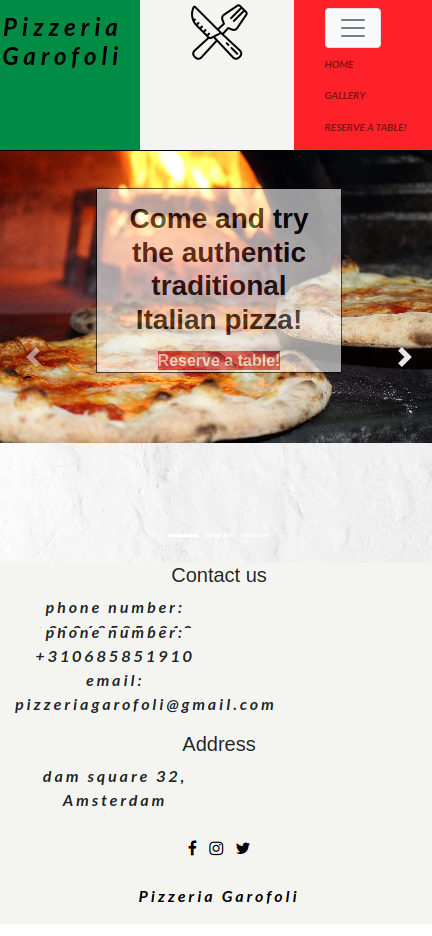 Pizzeria
Garofoli
HOME
GALLERY
RESERVE A TABLE!
Come and try
the authentic
traditional
Italian pizza!
Reserve a table!
Contact us
phone number:
phone number:
+310685851910
email:
pizzeriagarofoli@gmail.com
Address
dam square 32,
Amsterdam
Pizzeria Garofoli